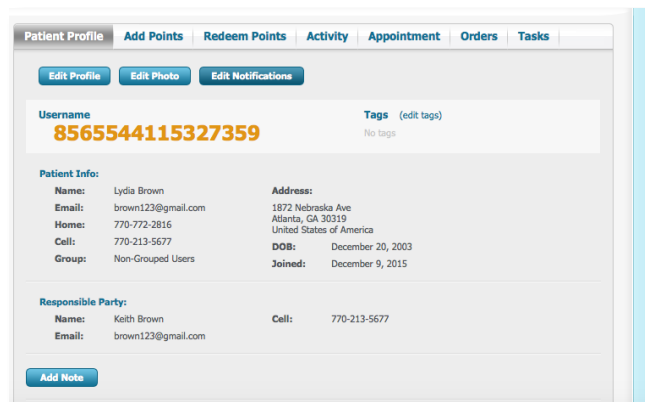 Patient Profile Add Points Redeem Points Activity Appointment Orders Tasks
Edit Profile Edit Photo Edit Notifications
Username Tags (edit tags)
8565544115327359 No tags
Patient Info:
Name: Lydia Brown Address:
Email: brown123@gmail.com 1872 Nebraska Ave
Home: 770-772-2816 Atlanta, GA 30319
United States of America
Cell: 770-213-5677 DOB: December 20, 2003
Group: Non-Grouped Users Joined: December 9, 2015
Responsible Party:
Name: Keith Brown Cell: 770-213-5677
Email: brown123@gmail.com
Add Note